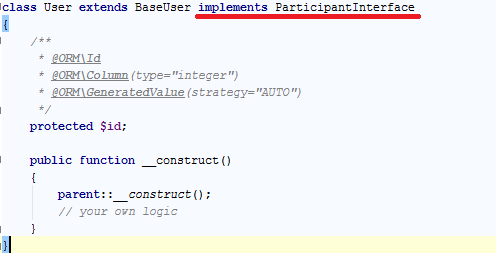 class User extends BaseUser implements ParticipantInterface
{
    /**
     * @ORM\Id
     * @ORM\Column(type="integer")
     * @ORM\GeneratedValue(strategy="AUTO")
     */
    protected $id;

    public function __construct()
    {
        parent::__construct();
        // your own logic
    }
}